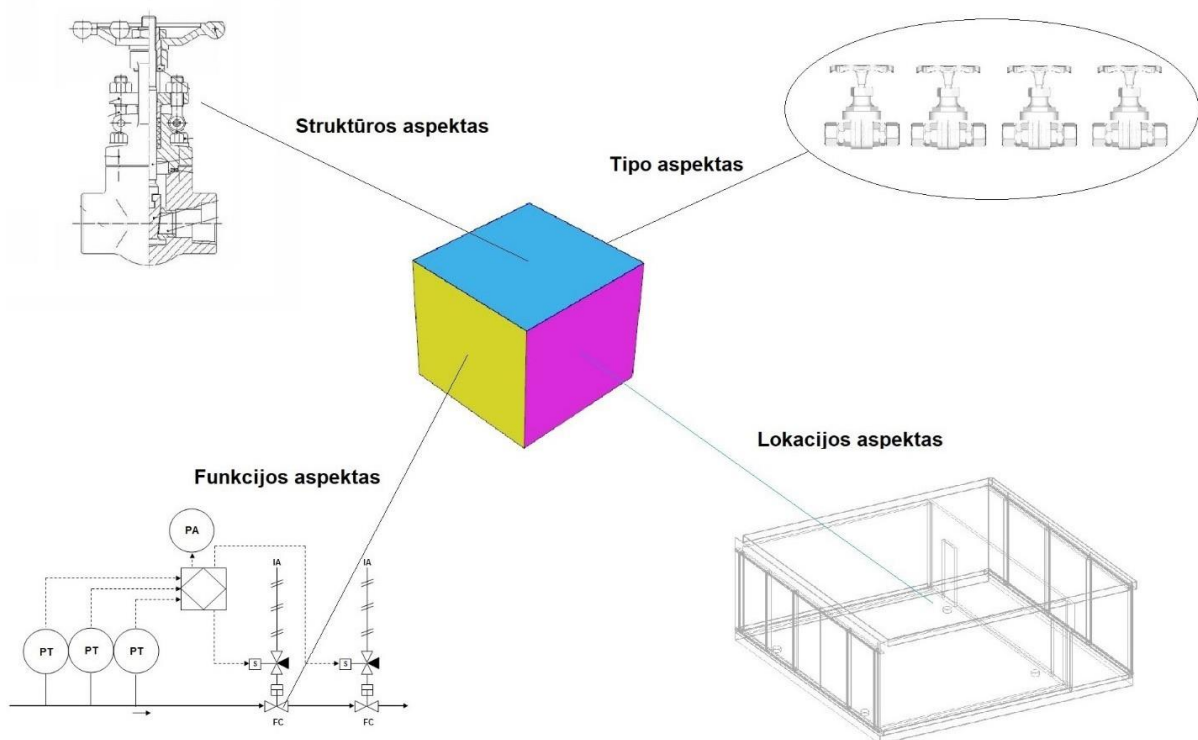 Struktūros aspektas
Tipo aspektas
Lokacijos aspektas
Funkcijos aspektas
PA
IA
IA
PT
PT
PT
S
S
FC
FC